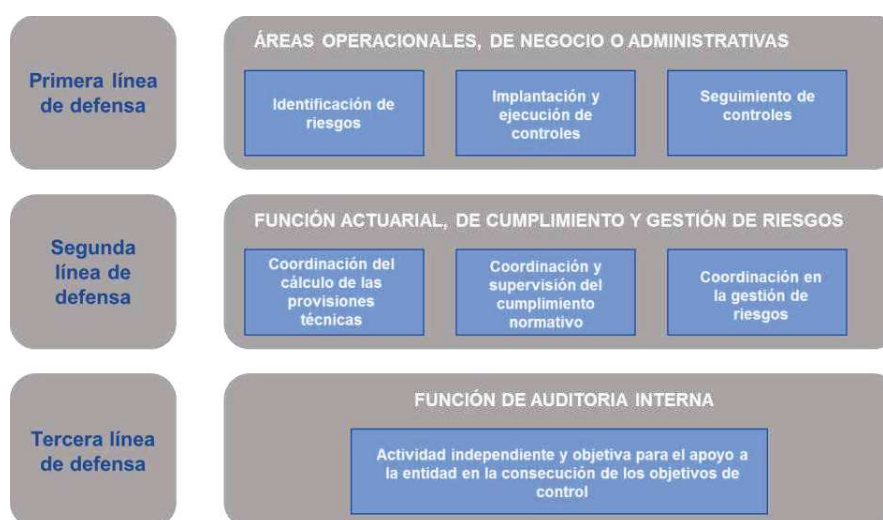 Primera línea
de defensa
ÁREAS OPERACIONALES, DE NEGOCIO O ADMINISTRATIVAS
Identificación de
riesgos
Implantación y
ejecución de
controles
Seguimiento de
controles
Segunda
línea de
defensa
FUNCIÓN ACTUARIAL, DE CUMPLIMIENTO Y GESTIÓN DE RIESGOS
Coordinación del
cálculo de las
provisiones
técnicas
Coordinación y
supervisión del
cumplimiento
normativo
Coordinación en
la gestión de
riesgos
Tercera línea
de defensa
FUNCIÓN DE AUDITORIA INTERNA
Actividad independiente y objetiva para el apoyo a
la entidad en la consecución de los objetivos de
control